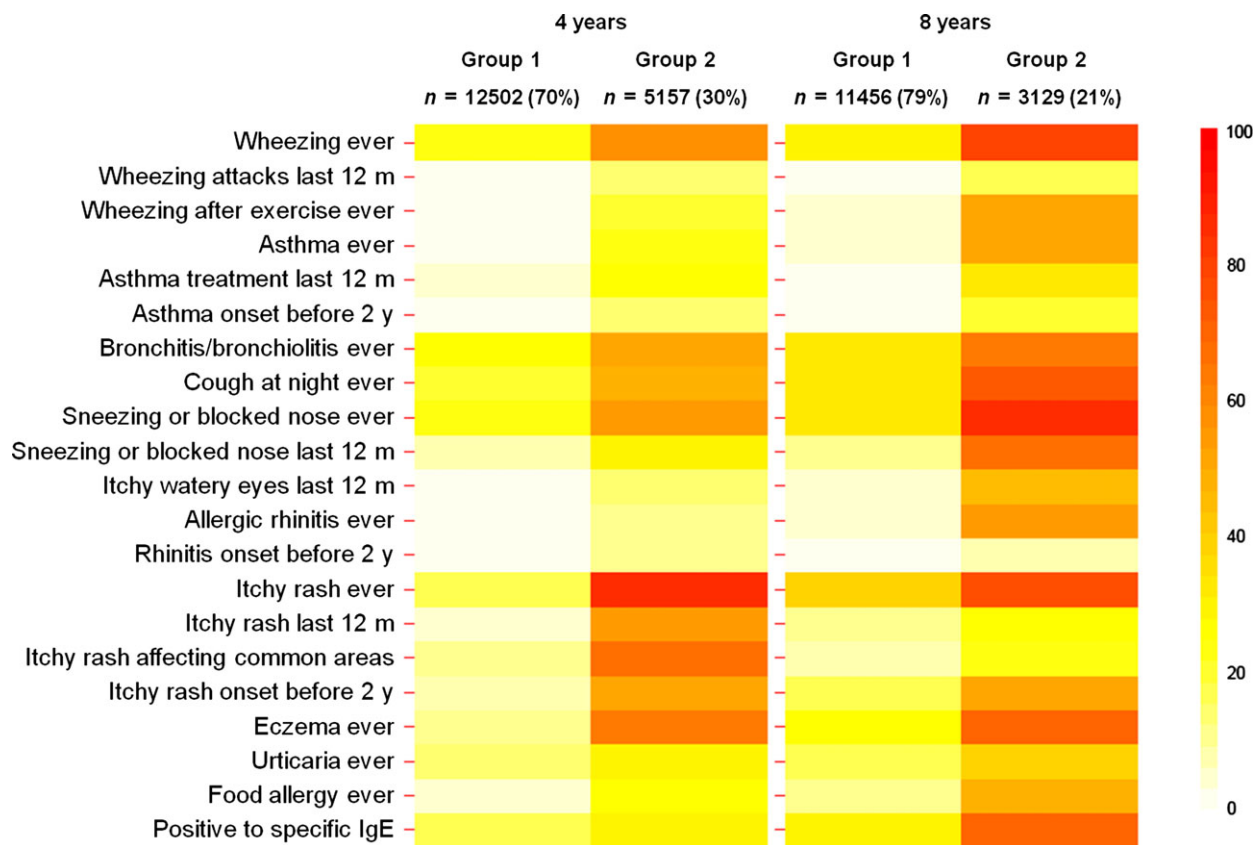 4 years 8 years
Group 1 Group 2 Group 1 Group 2
n = 12502 (70%) n = 5157 (30%) n = 11456 (79%) n = 3129 (21%)
Wheezing ever
Wheezing attacks last 12 m
Wheezing after exercise ever
Asthma ever
Asthma treatment last 12 m
Asthma onset before 2 y
Bronchitis/bronchiolitis ever
Cough at night ever
Sneezing or blocked nose ever
Sneezing or blocked nose last 12 m
Itchy watery eyes last 12 m
Allergic rhinitis ever
Rhinitis onset before 2 y
Itchy rash ever
Itchy rash last 12 m
Itchy rash affecting common areas
Itchy rash onset before 2 y
Eczema ever
Urticaria ever
Food allergy ever
Positive to specific IgE
100
80
60
40
20
0